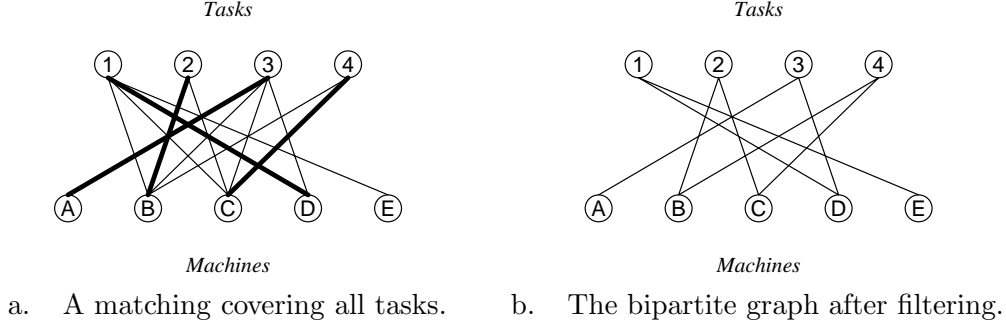 Tasks Tasks
1 2 3 4 1 2 3 4
A B C D E A B C D E
Machines Machines
a. A matching covering all tasks. b. The bipartite graph after filtering.